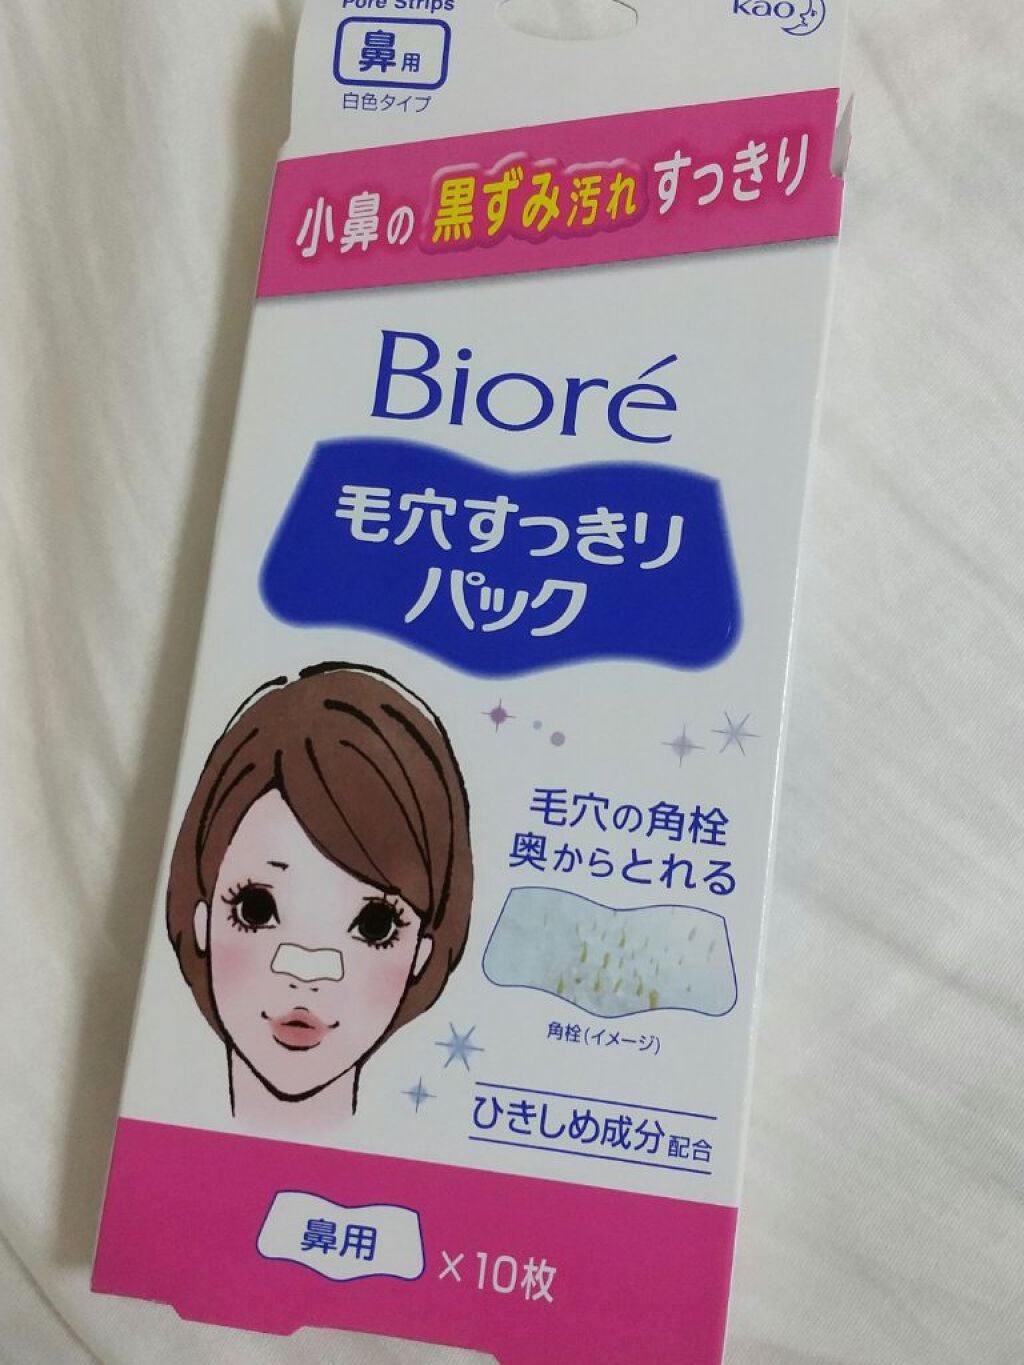 Pore Strips
鼻用
白色タイプ
Kao
小鼻の黒ずみ汚れすっきり
Bioré
毛穴すっきり
パック
毛穴の角栓
奥からとれる
角栓(イメージ)
ひきしめ成分配合
鼻用 ×10枚